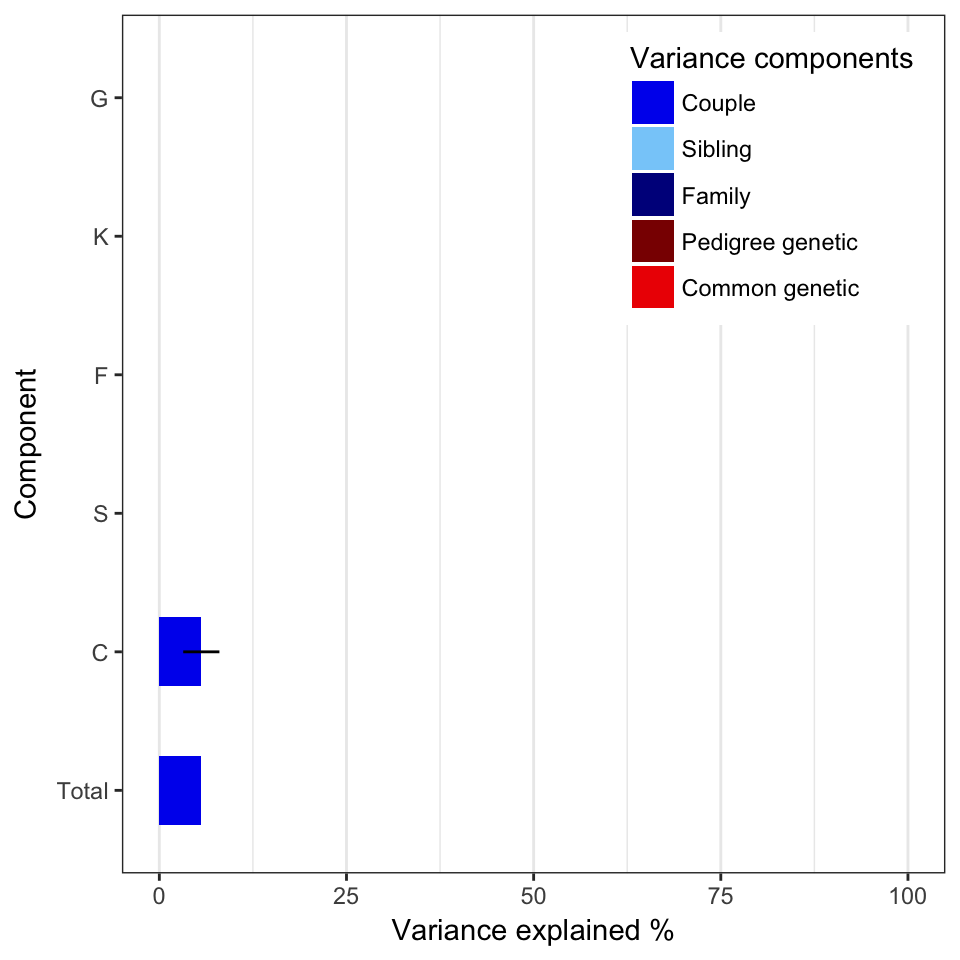 Variance components
Couple
Sibling
Family
Pedigree genetic
Common genetic
Component
G
K
F
S
C
Total
0 25 50 75 100
Variance explained %